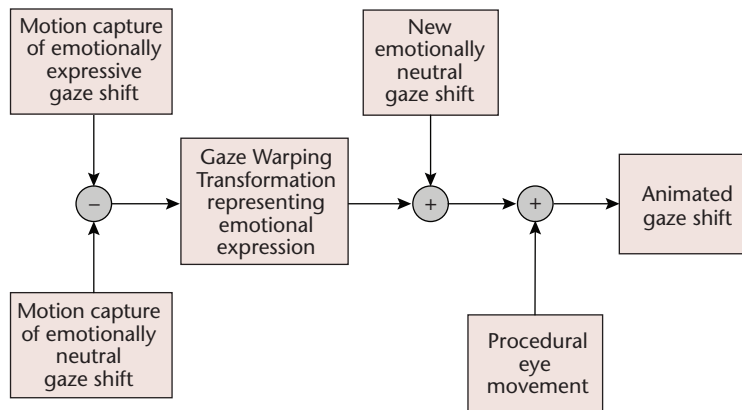 Motion capture
of emotionally
expressive
gaze shift
New
emotionally
neutral
gaze shift
Gaze Warping
Transformation
representing
emotional
expression
−
+
+
Animated
gaze shift
Motion capture
of emotionally
neutral
gaze shift
Procedural
eye
movement